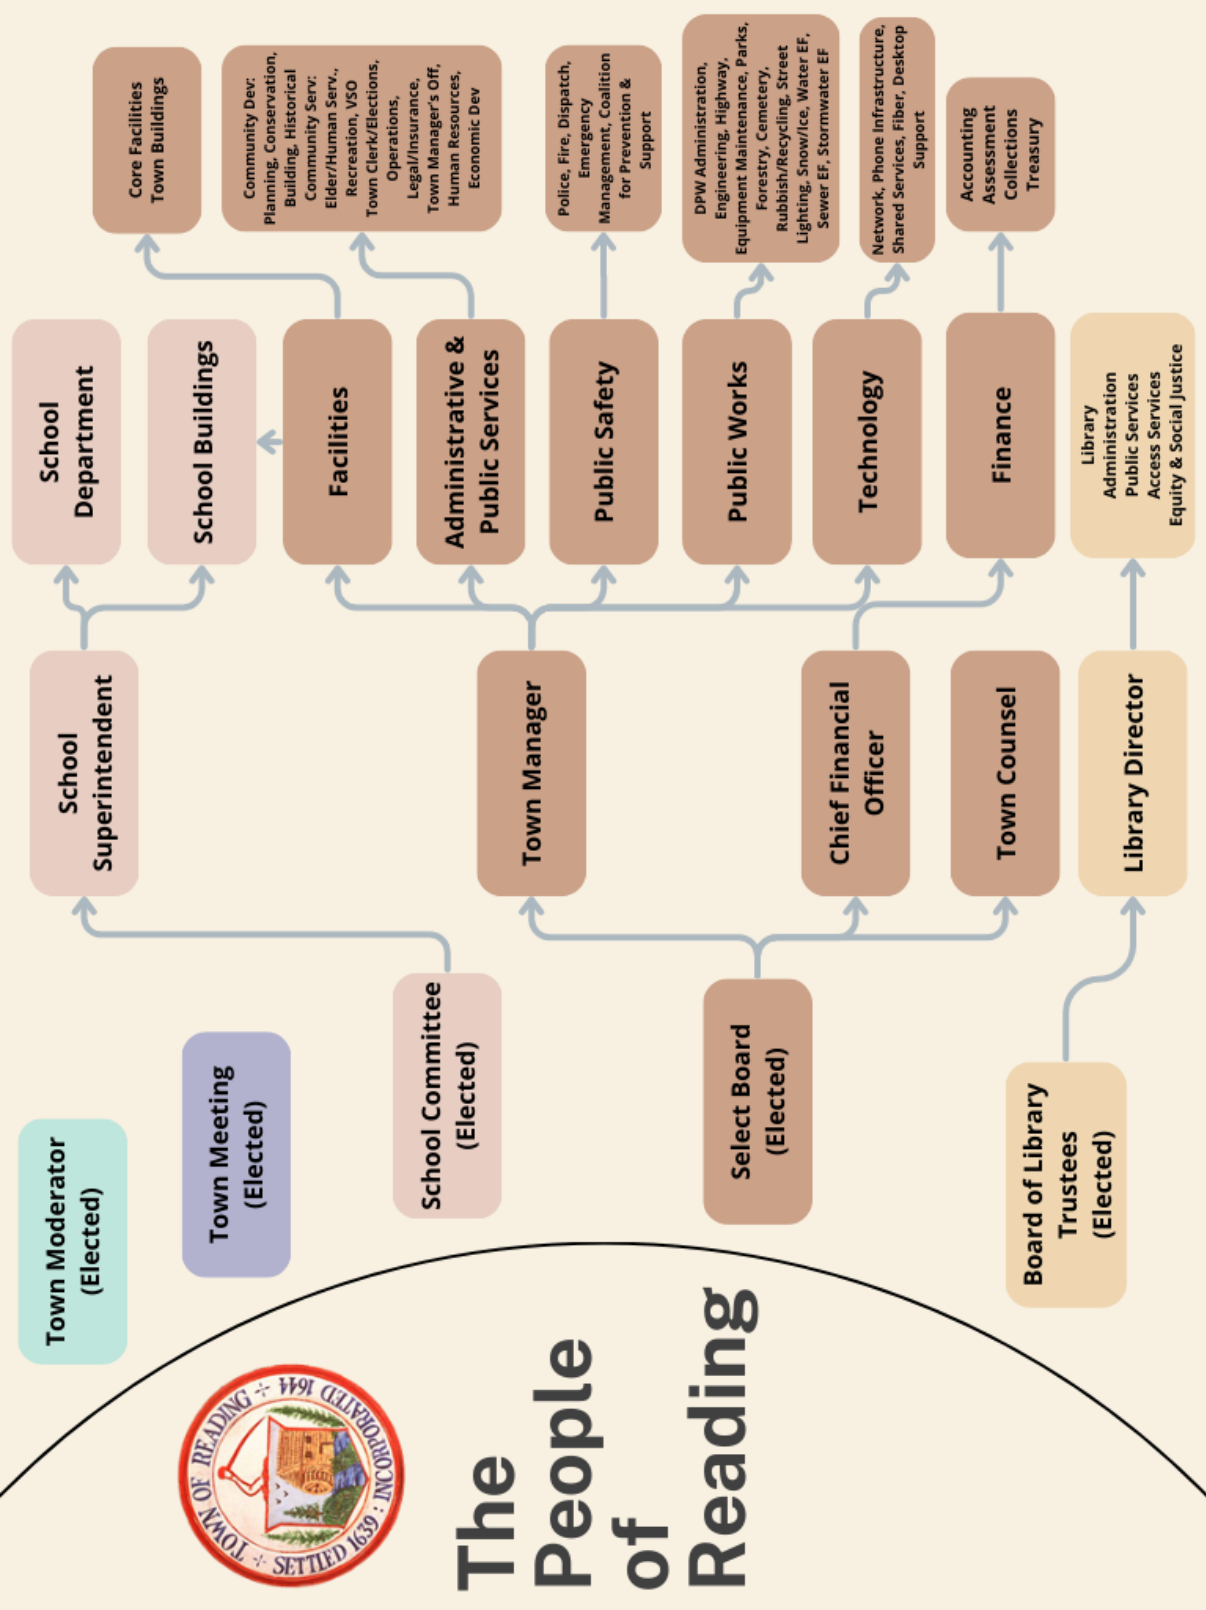 TOWN OF READING
SETTLED 1639 : INCORPORATED 1644
The
People
of
Reading
Town Moderator
(Elected)
Town Meeting
(Elected)
School Committee
(Elected)
Select Board
(Elected)
Board of Library
Trustees
(Elected)
School
Superintendent
Town Manager
Chief Financial
Officer
Town Counsel
Library Director
School
Department
School Buildings
Facilities
Administrative &
Public Services
Public Safety
Public Works
Technology
Finance
Library
Administration
Public Services
Access Services
Equity & Social Justice
Core Facilities
Town Buildings
Community Dev:
Planning, Conservation,
Building, Historical
Community Serv:
Elder/Human Serv.,
Recreation, VSO
Town Clerk/Elections,
Operations,
Legal/Insurance,
Town Manager's Off,
Human Resources,
Economic Dev
Police, Fire, Dispatch,
Emergency
Management, Coalition
for Prevention &
Support
DPW Administration,
Engineering, Highway,
Equipment Maintenance, Parks,
Forestry, Cemetery,
Rubbish/Recycling, Street
Lighting, Snow/Ice, Water EF,
Sewer EF, Stormwater EF
Network, Phone Infrastructure,
Shared Services, Fiber, Desktop
Support
Accounting
Assessment
Collections
Treasury